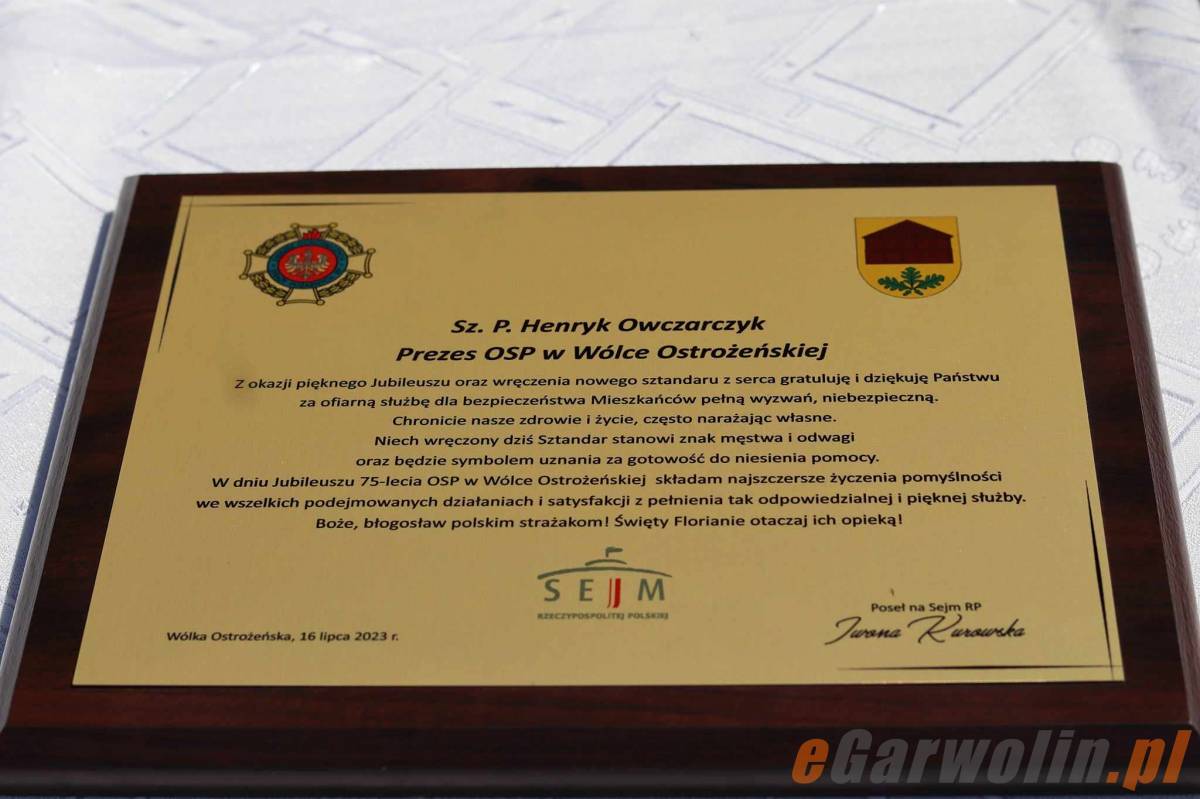 Sz. P. Henryk Owczarczyk
Prezes OSP w Wólce Ostrożeńskiej
Z okazji pięknego Jubileuszu oraz wręczenia nowego sztandaru z serca gratuluję i dziękuję Państwu
za ofiarną służbę dla bezpieczeństwa Mieszkańców pełną wyzwań, niebezpieczną.
Chronicie nasze zdrowie i życie, często narażając własne.
Niech wręczony dziś Sztandar stanowi znak męstwa i odwagi
oraz będzie symbolem uznania za gotowość do niesienia pomocy.
W dniu Jubileuszu 75-lecia OSP w Wólce Ostrożeńskiej składam najszczersze życzenia pomyślności
we wszelkich podejmowanych działaniach i satysfakcji z pełnienia tak odpowiedzialnej i pięknej służby.
Boże, błogosław polskim strażakom! Święty Florianie otaczaj ich opieką!
SEJM
RZECZYPOSPOLITEJ POLSKIEJ
Poseł na Sejm RP
Wólka Ostrożeńska, 16 lipca 2023 r.
Iwona Kurowska
eGarwolin.pl